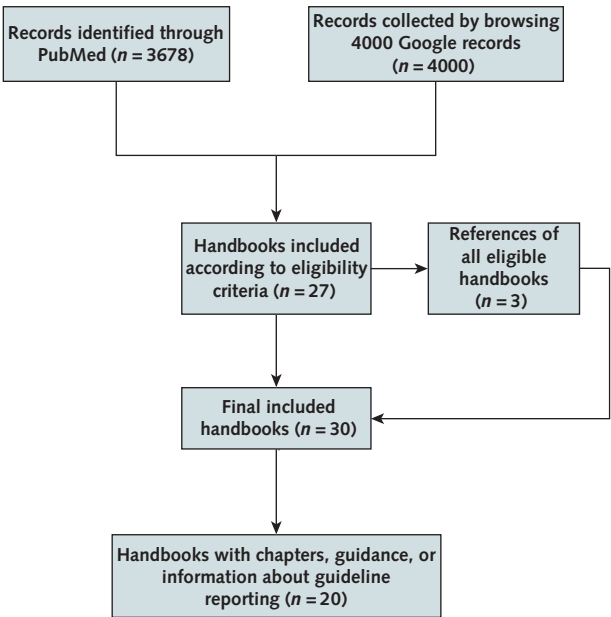 Records identified through
PubMed (n = 3678)
Records collected by browsing
4000 Google records
(n = 4000)
Handbooks included
according to eligibility
criteria (n = 27)
References of
all eligible
handbooks
(n = 3)
Final included
handbooks (n = 30)
Handbooks with chapters, guidance, or
information about guideline
reporting (n = 20)